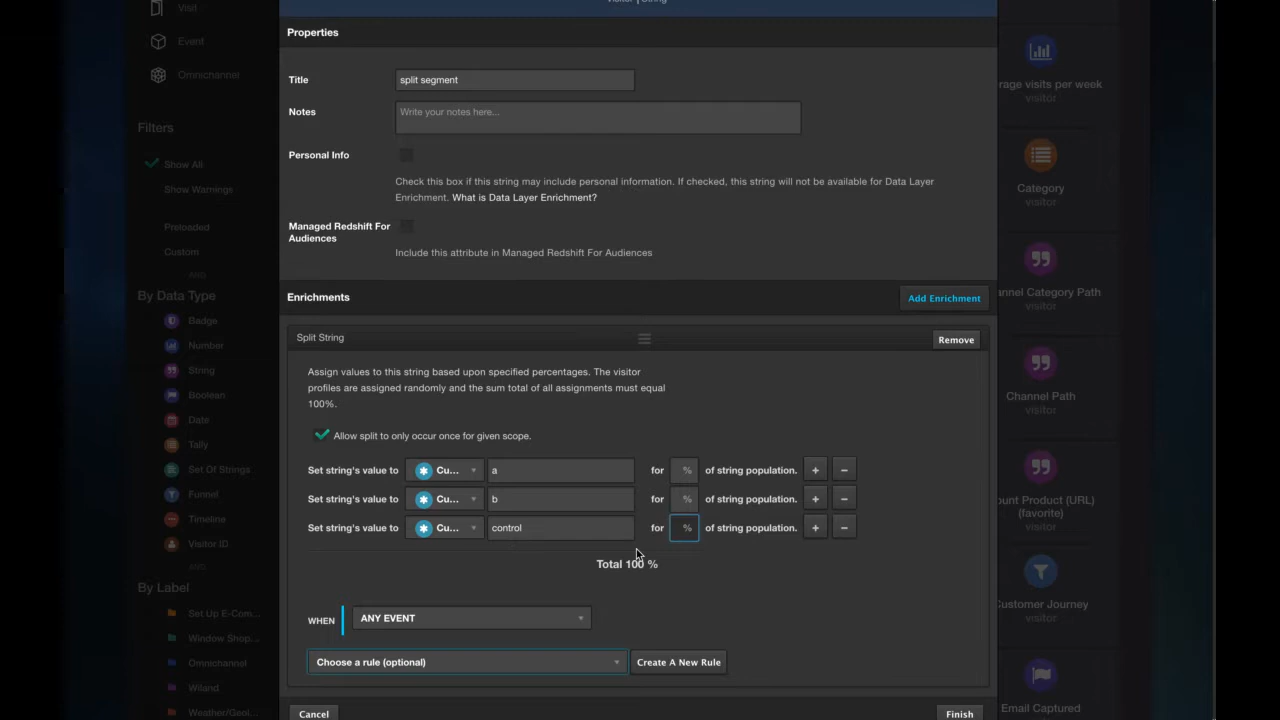 Visit
Event
Omnichannel
Filters
Show All
Show Warnings
Preloaded
Custom
AND
By Data Type
Badge
Number
String
Boolean
Date
Tally
Set Of Strings
Funnel
Timeline
Visitor ID
AND
By Label
Set Up E-Com...
Window Shop...
Omnichannel
Wiland
Weather/Geol...
Visitor | String
Properties
Title
split segment
Notes
Write your notes here...
Personal Info
Check this box if this string may include personal information. If checked, this string will not be available for Data Layer
Enrichment. What is Data Layer Enrichment?
Managed Redshift For
Audiences
Include this attribute in Managed Redshift For Audiences
Enrichments
Add Enrichment
Split String
Remove
Assign values to this string based upon specified percentages. The visitor
profiles are assigned randomly and the sum total of all assignments must equal
100%.
Allow split to only occur once for given scope.
Set string's value to Cu... a for % of string population. + −
Set string's value to Cu... b for % of string population. + −
Set string's value to Cu... control for % of string population. + −
Total 100 %
WHEN ANY EVENT
Choose a rule (optional) Create A New Rule
Cancel
Finish
rage visits per week
visitor
Category
visitor
annel Category Path
visitor
Channel Path
visitor
ount Product (URL)
(favorite)
visitor
Customer Journey
visitor
Email Captured
visitor